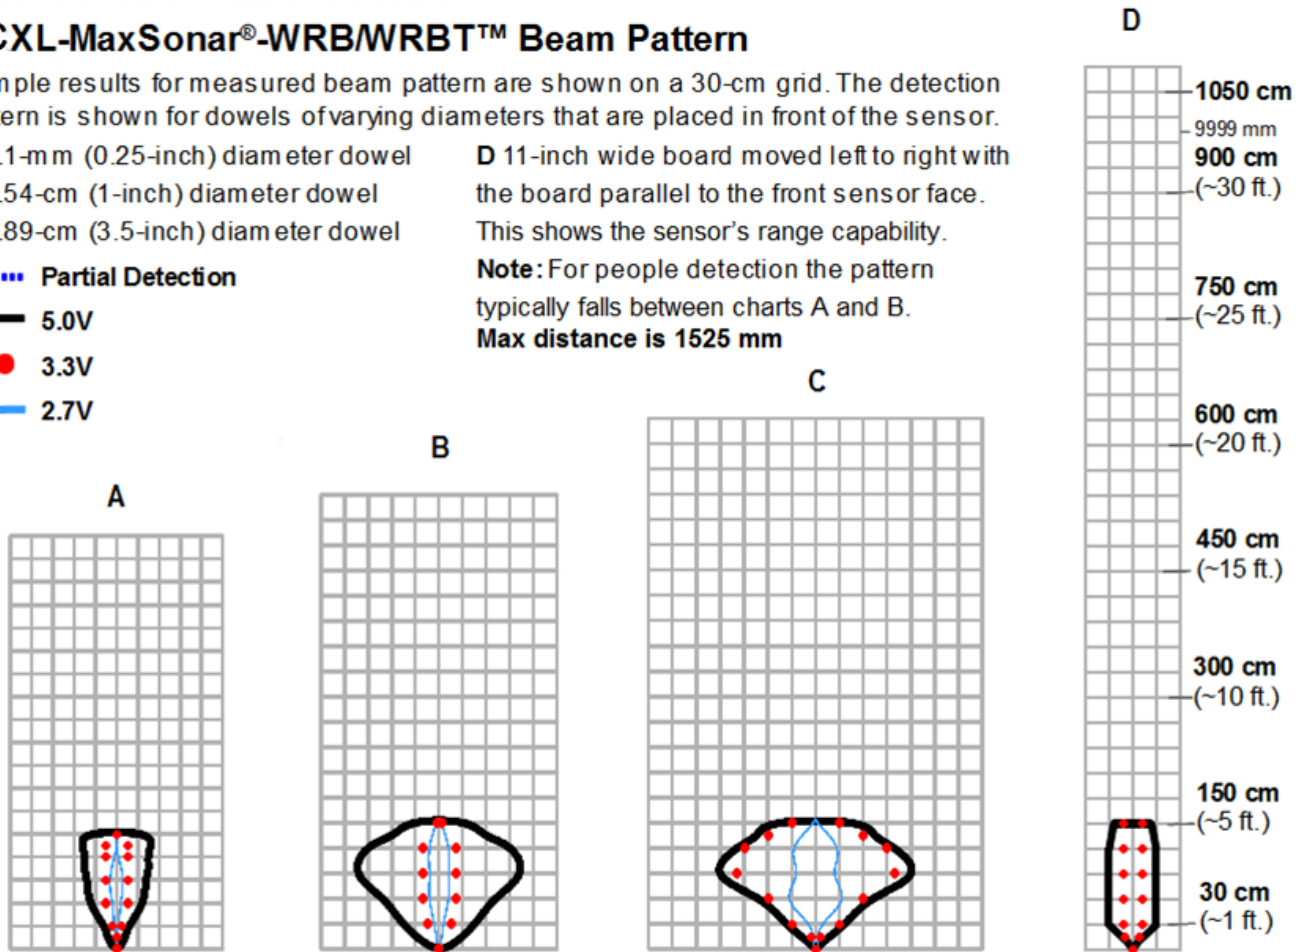 CXL-MaxSonar®-WRB/WRBT™ Beam Pattern
mple results for measured beam pattern are shown on a 30-cm grid. The detection
tern is shown for dowels of varying diameters that are placed in front of the sensor.
.1-mm (0.25-inch) diameter dowel
.54-cm (1-inch) diameter dowel
.89-cm (3.5-inch) diameter dowel
D 11-inch wide board moved left to right with
the board parallel to the front sensor face.
This shows the sensor's range capability.
Note: For people detection the pattern
typically falls between charts A and B.
Max distance is 1525 mm
Partial Detection
5.0V
3.3V
2.7V
A
B
C
D
1050 cm
9999 mm
900 cm
(~30 ft.)
750 cm
(~25 ft.)
600 cm
(~20 ft.)
450 cm
(~15 ft.)
300 cm
(~10 ft.)
150 cm
(~5 ft.)
30 cm
(~1 ft.)